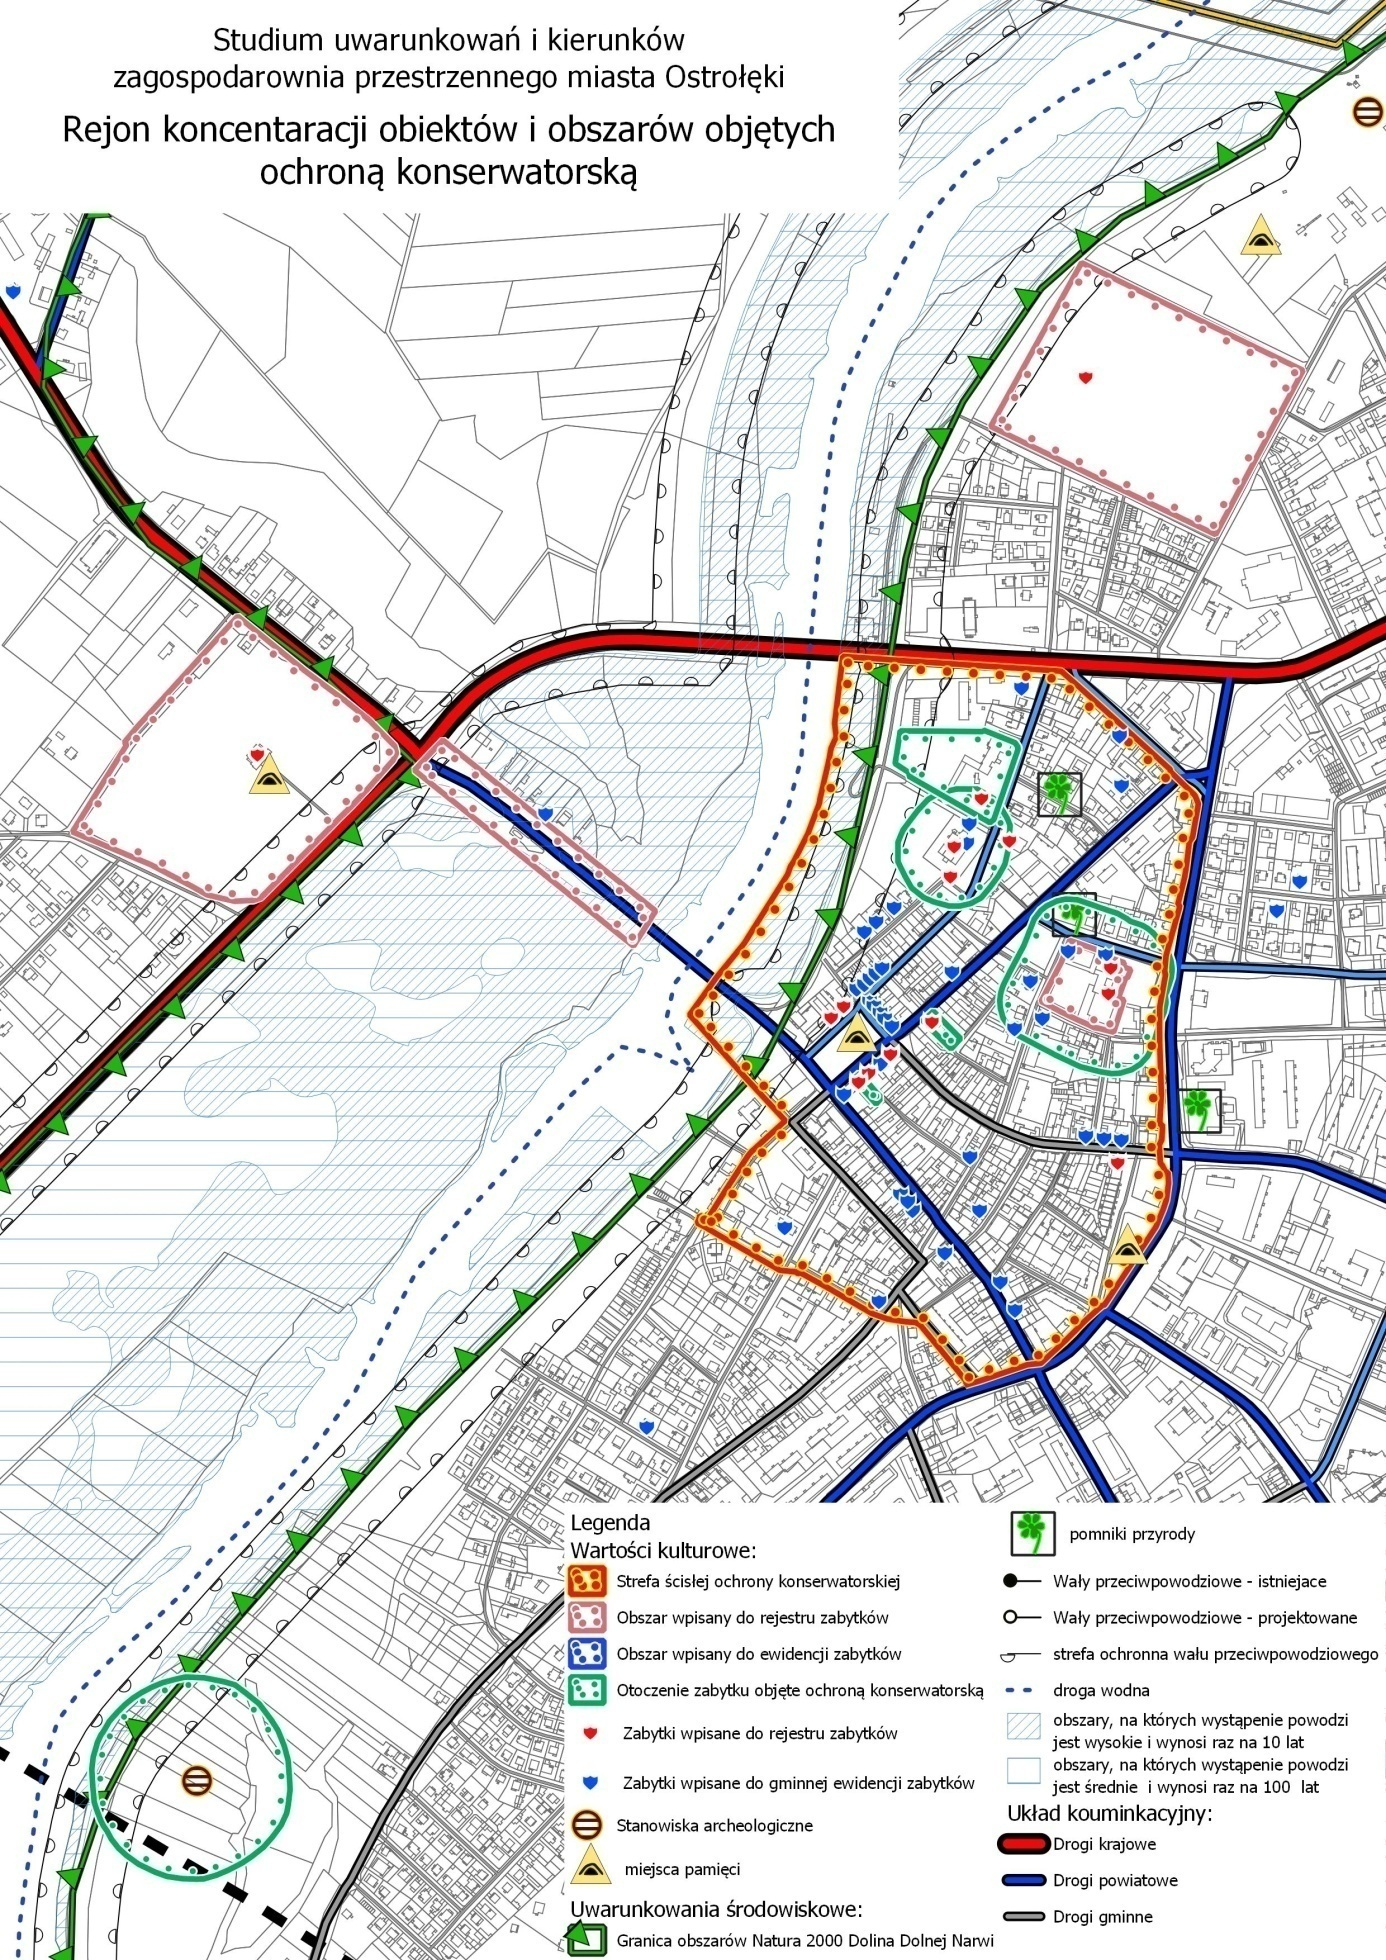 Studium uwarunkowań i kierunków
zagospodarownia przestrzennego miasta Ostrołęki
Rejon koncentaracji obiektów i obszarów objętych
ochroną konserwatorską
Legenda
Wartości kulturowe:
Strefa ścisłej ochrony konserwatorskiej
Obszar wpisany do rejestru zabytków
Obszar wpisany do ewidencji zabytków
Otoczenie zabytku objęte ochroną konserwatorską
Zabytki wpisane do rejestru zabytków
Zabytki wpisane do gminnej ewidencji zabytków
Stanowiska archeologiczne
miejsca pamięci
Uwarunkowania środowiskowe:
Granica obszarów Natura 2000 Dolina Dolnej Narwi
pomniki przyrody
Wały przeciwpowodziowe - istniejace
Wały przeciwpowodziowe - projektowane
strefa ochronna wału przeciwpowodziowego
droga wodna
obszary, na których wystąpenie powodzi
jest wysokie i wynosi raz na 10 lat
obszary, na których wystąpenie powodzi
jest średnie i wynosi raz na 100 lat
Układ kouminkacyjny:
Drogi krajowe
Drogi powiatowe
Drogi gminne